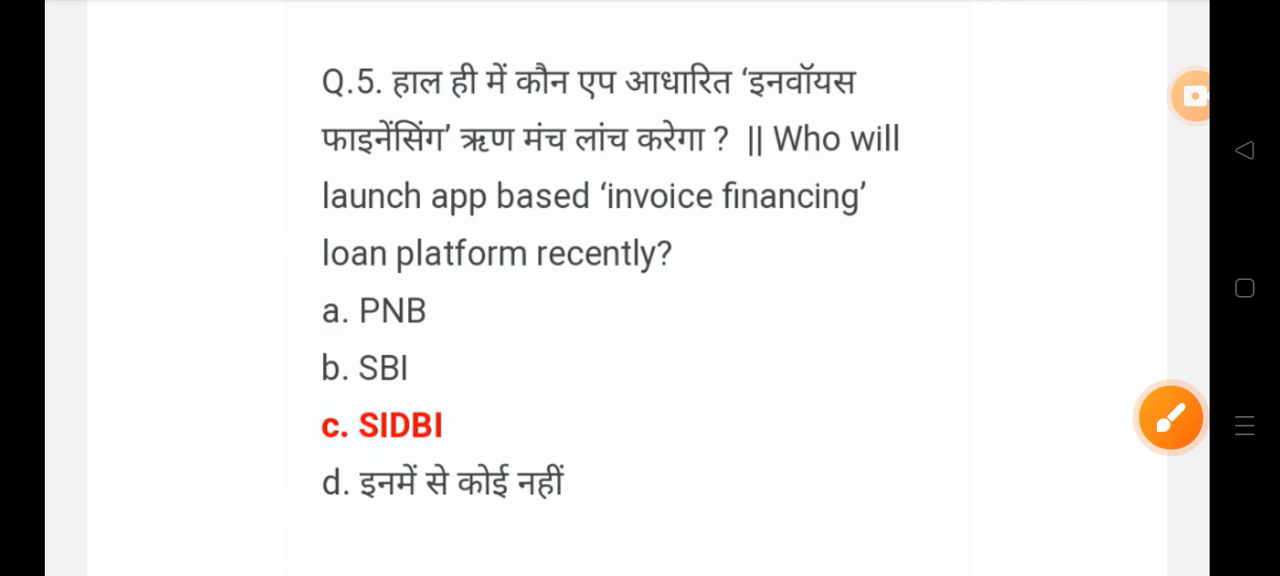 Q.5. हाल ही में कौन एप आधारित ‘इनवॉयस
फाइनेंसिंग’ ऋण मंच लांच करेगा ? || Who will
launch app based ‘invoice financing’
loan platform recently?
a. PNB
b. SBI
c. SIDBI
d. इनमें से कोई नहीं